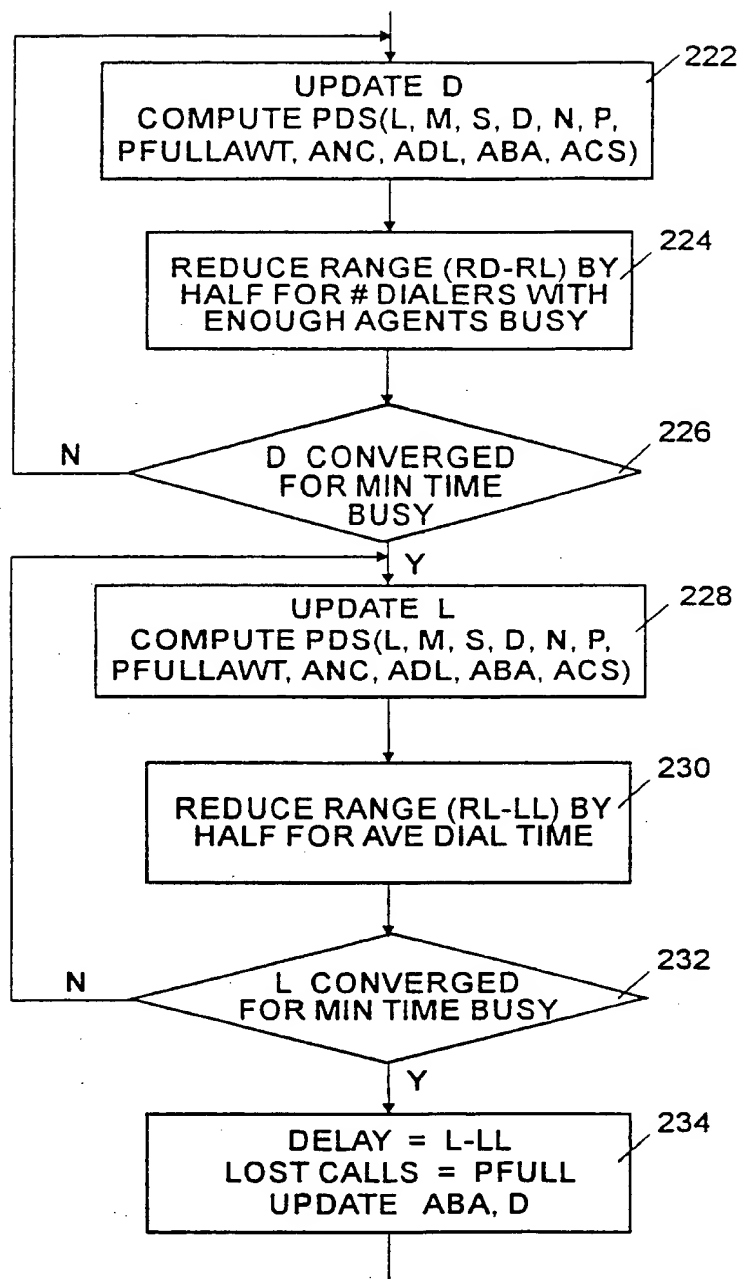 222
UPDATE D
COMPUTE PDS(L, M, S, D, N, P,
PFULLAWT, ANC, ADL, ABA, ACS)
224
REDUCE RANGE (RD-RL) BY
HALF FOR # DIALERS WITH
ENOUGH AGENTS BUSY
226
N
D CONVERGED
FOR MIN TIME
BUSY
Y
228
UPDATE L
COMPUTE PDS(L, M, S, D, N, P,
PFULLAWT, ANC, ADL, ABA, ACS)
230
REDUCE RANGE (RL-LL) BY
HALF FOR AVE DIAL TIME
232
N
L CONVERGED
FOR MIN TIME BUSY
Y
234
DELAY = L-LL
LOST CALLS = PFULL
UPDATE ABA, D